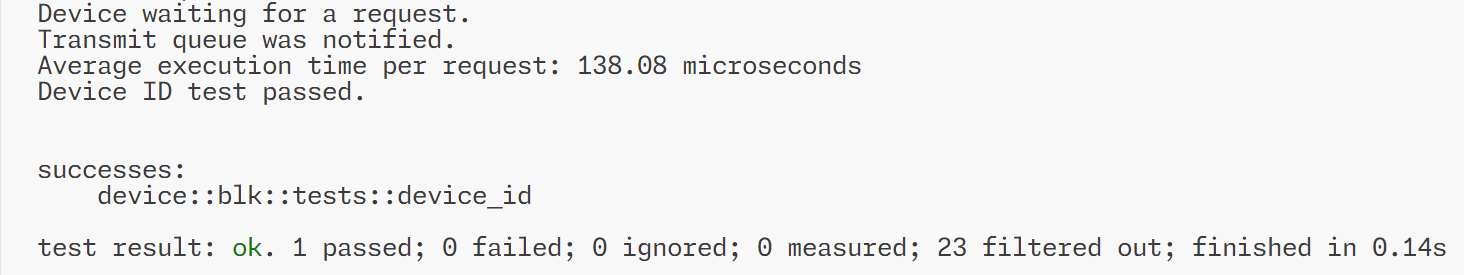 Device waiting for a request.
Transmit queue was notified.
Average execution time per request: 138.08 microseconds
Device ID test passed.
successes:
device::blk::tests::device_id
test result: ok. 1 passed; 0 failed; 0 ignored; 0 measured; 23 filtered out; finished in 0.14s